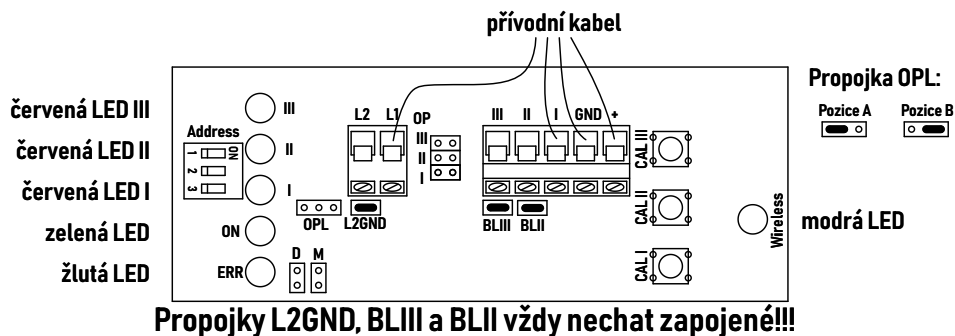 přívodní kabel
Propojka OPL:
Pozice A Pozice B
červená LED III
červená LED II
červená LED I
zelená LED
žlutá LED
III
II
I
ON
ERR
Address
ON
1
2
3
L2 L1
OP
III
II
I
OPL
L2GND
D M
III II I GND +
BLIII BLII
CAL III
CAL II
CAL I
Wireless
modrá LED
Propojky L2GND, BLIII a BLII vždy nechat zapojené!!!